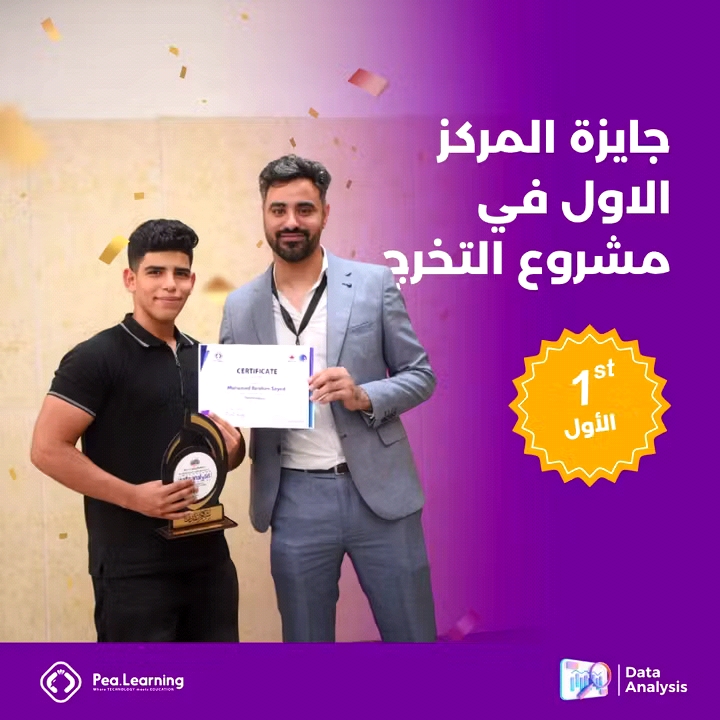 جايزة المركز
الاول في
مشروع التخرج
1st
الأول
CERTIFICATE
Pea.Learning
Where TECHNOLOGY meets EDUCATION
Data
Analysis